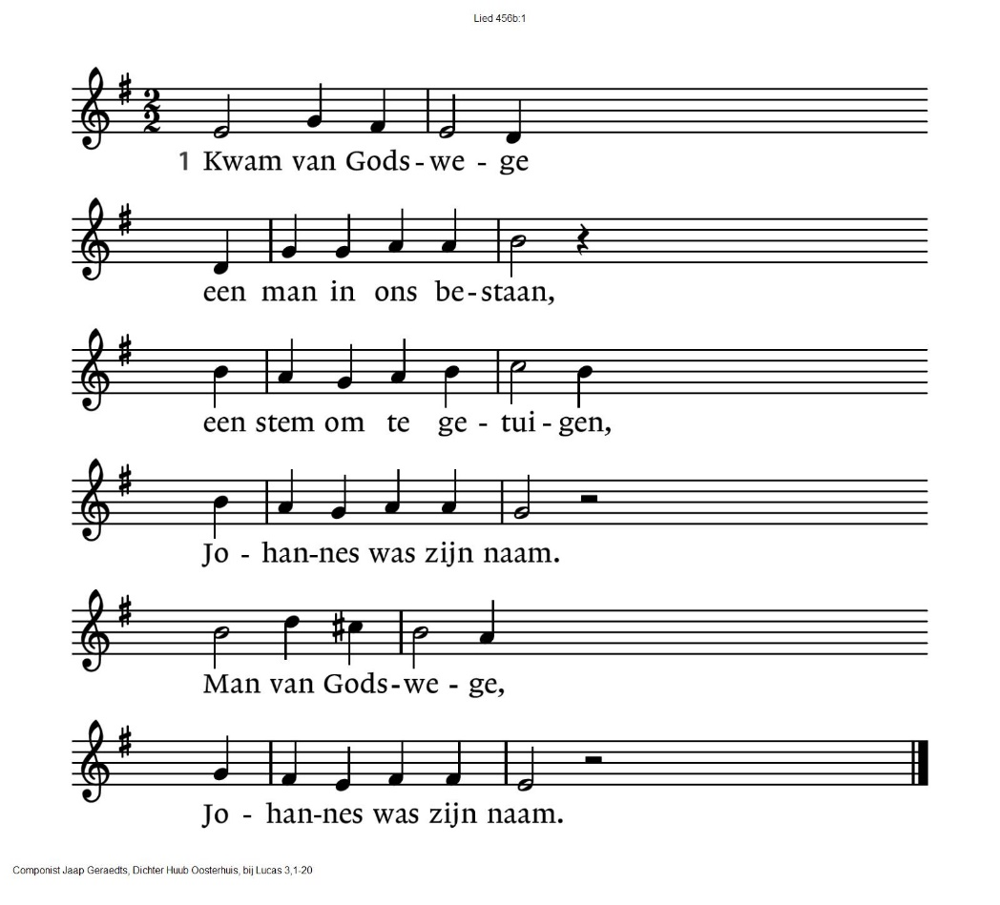 Lied 456b:1
1 Kwam van Gods-we - ge
een man in ons be-staan,
een stem om te ge - tui-gen,
Jo - han-nes was zijn naam.
Man van Gods-we - ge,
Jo - han-nes was zijn naam.
Componist Jaap Geraedts, Dichter Huub Oosterhuis, bij Lucas 3,1-20